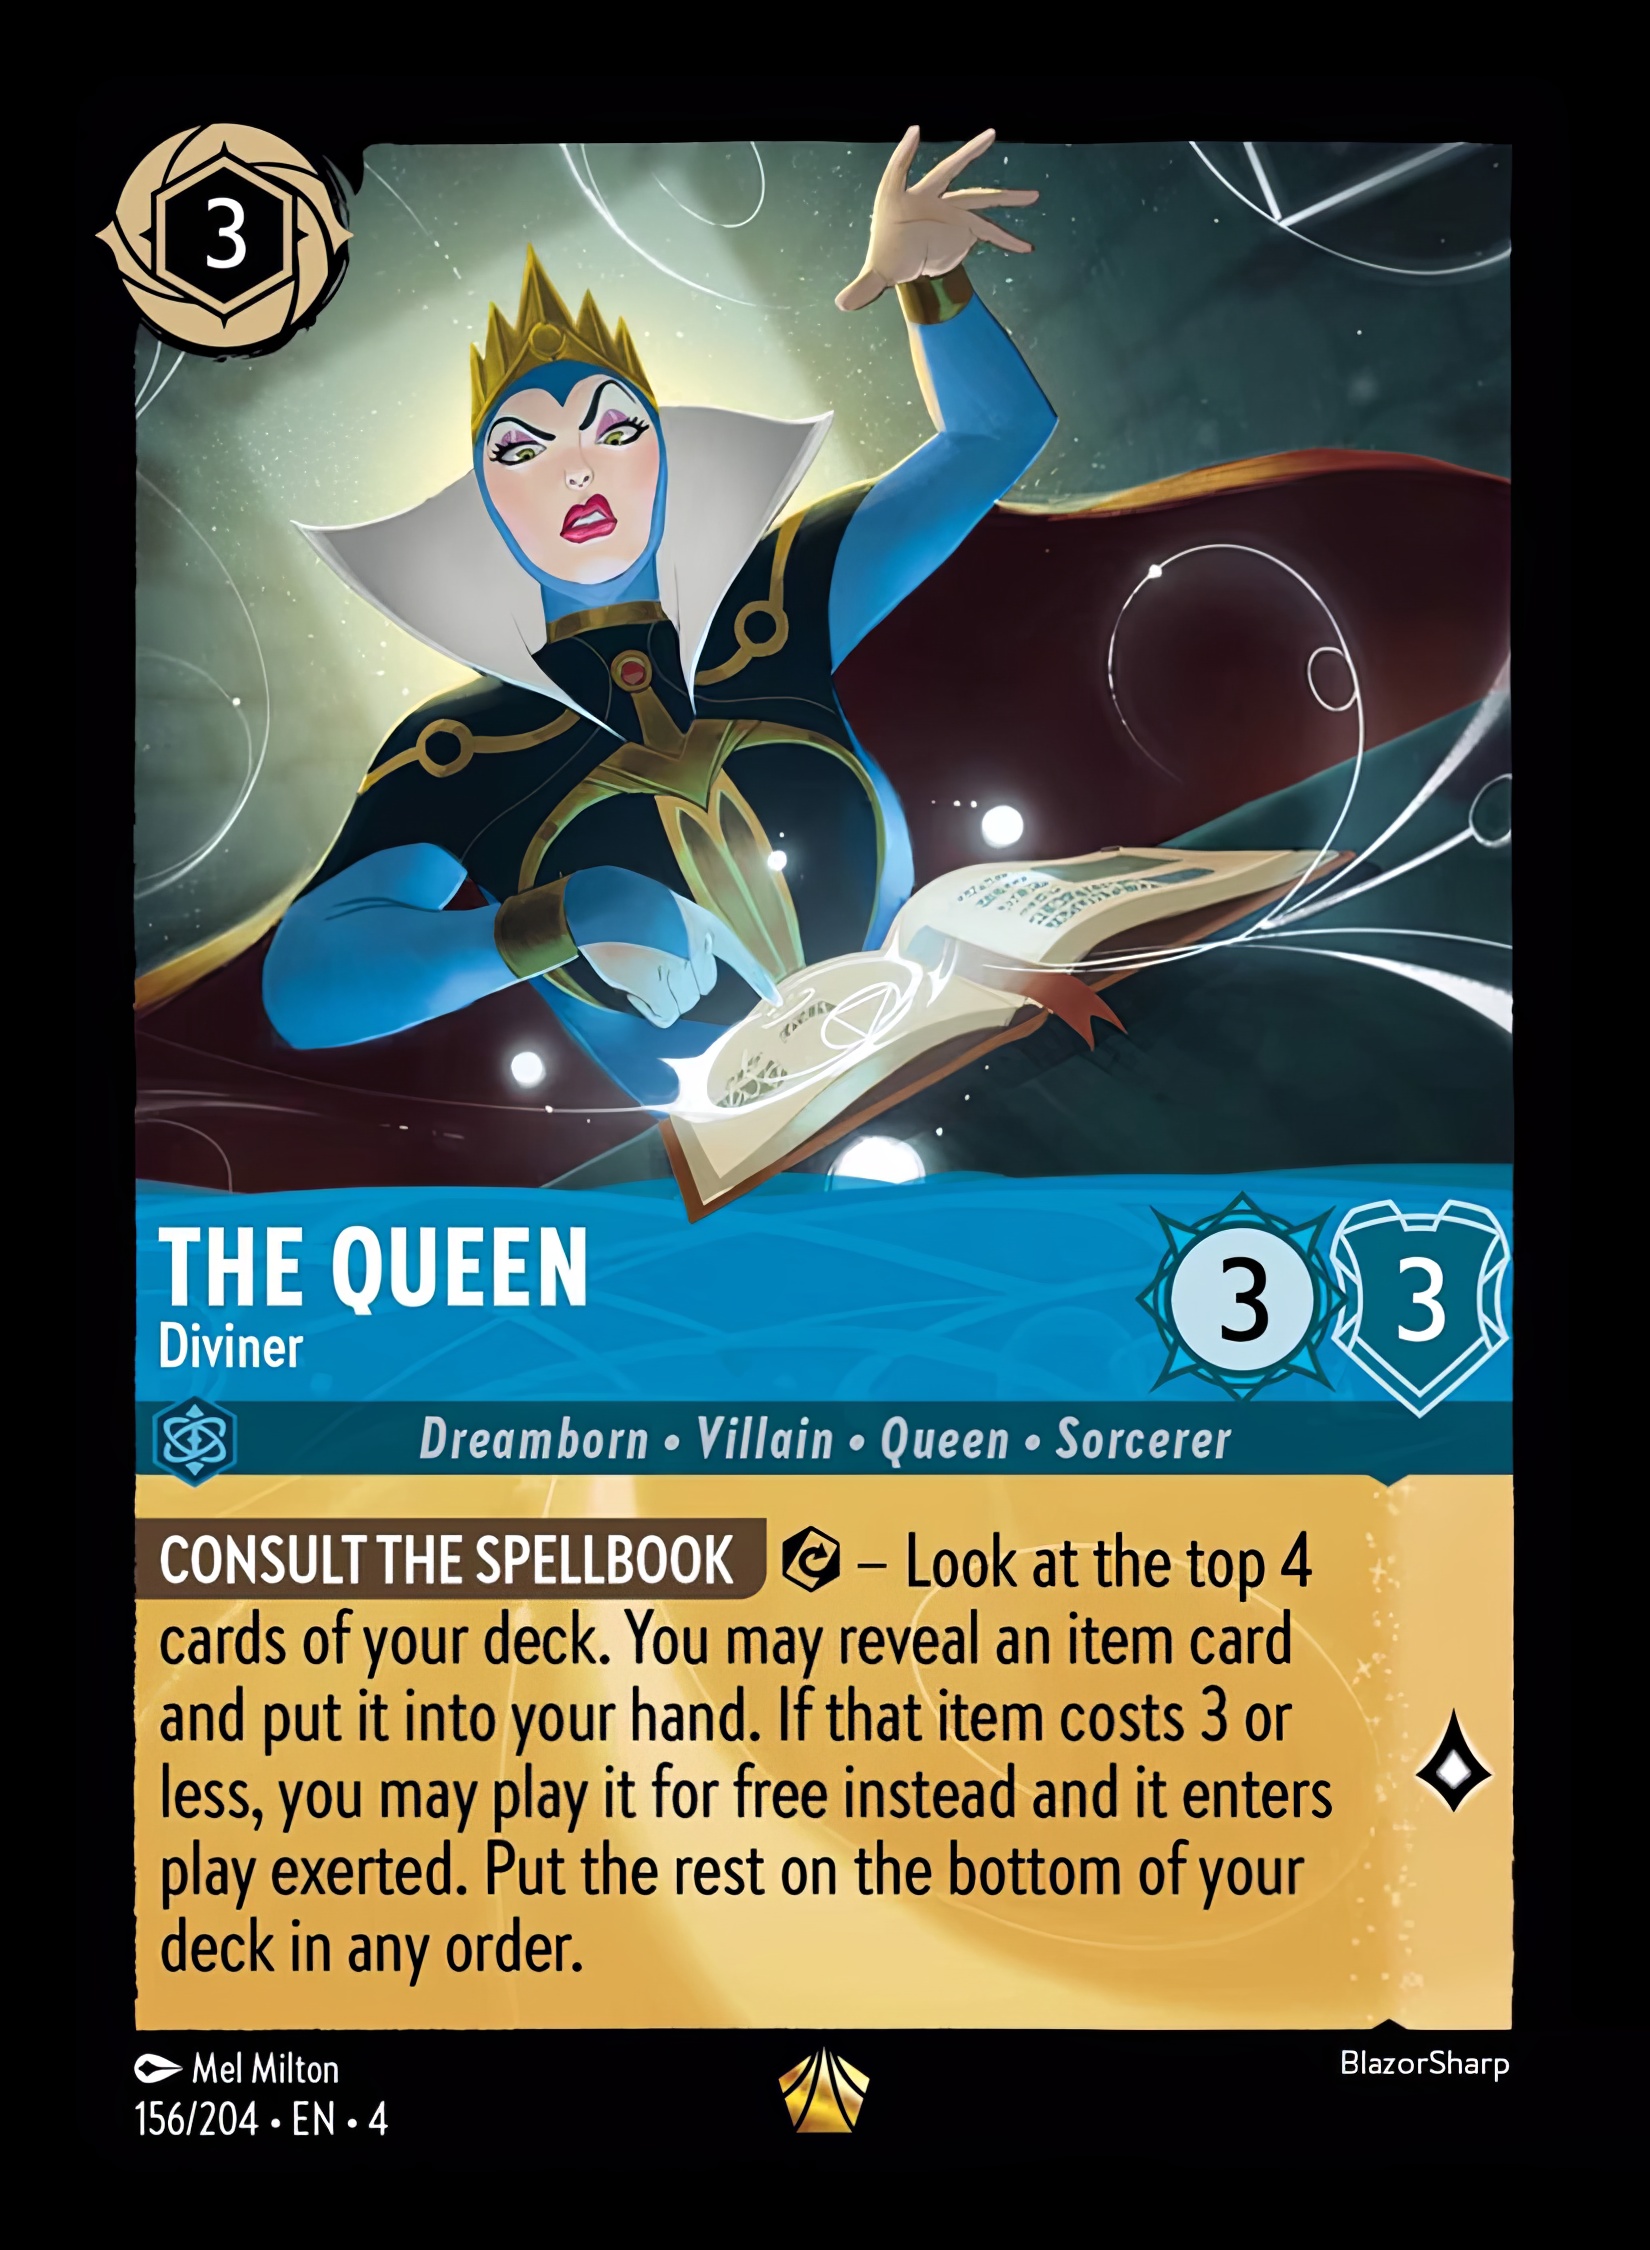 3
THE QUEEN
Diviner
3 3
Dreamborn • Villain • Queen • Sorcerer
CONSULT THE SPELLBOOK – Look at the top 4
cards of your deck. You may reveal an item card
and put it into your hand. If that item costs 3 or
less, you may play it for free instead and it enters
play exerted. Put the rest on the bottom of your
deck in any order.
Mel Milton
BlazorSharp
156/204 • EN • 4